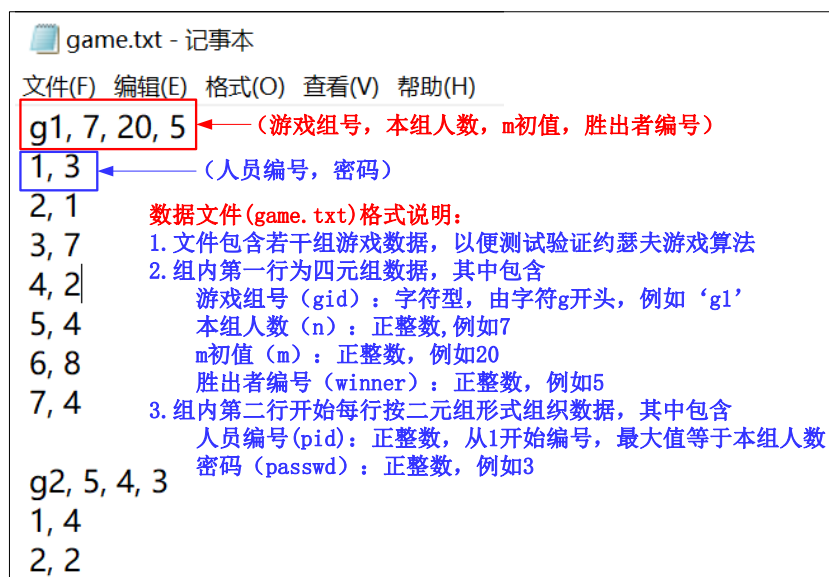 game.txt - 记事本
文件(F) 编辑(E) 格式(O) 查看(V) 帮助(H)
g1, 7, 20, 5 (游戏组号，本组人数，m初值，胜出者编号)
1, 3 (人员编号，密码)
2, 1
数据文件(game.txt)格式说明：
3, 7
1.文件包含若干组游戏数据，以便测试验证约瑟夫游戏算法
4, 2
2.组内第一行为四元组数据，其中包含
游戏组号（gid）：字符型，由字符g开头，例如‘g1’
5, 4
本组人数（n）：正整数,例如7
6, 8
m初值（m）：正整数，例如20
胜出者编号（winner）：正整数，例如5
7, 4
3.组内第二行开始每行按二元组形式组织数据，其中包含
人员编号(pid)：正整数，从1开始编号，最大值等于本组人数
密码（passwd）：正整数，例如3
g2, 5, 4, 3
1, 4
2, 2